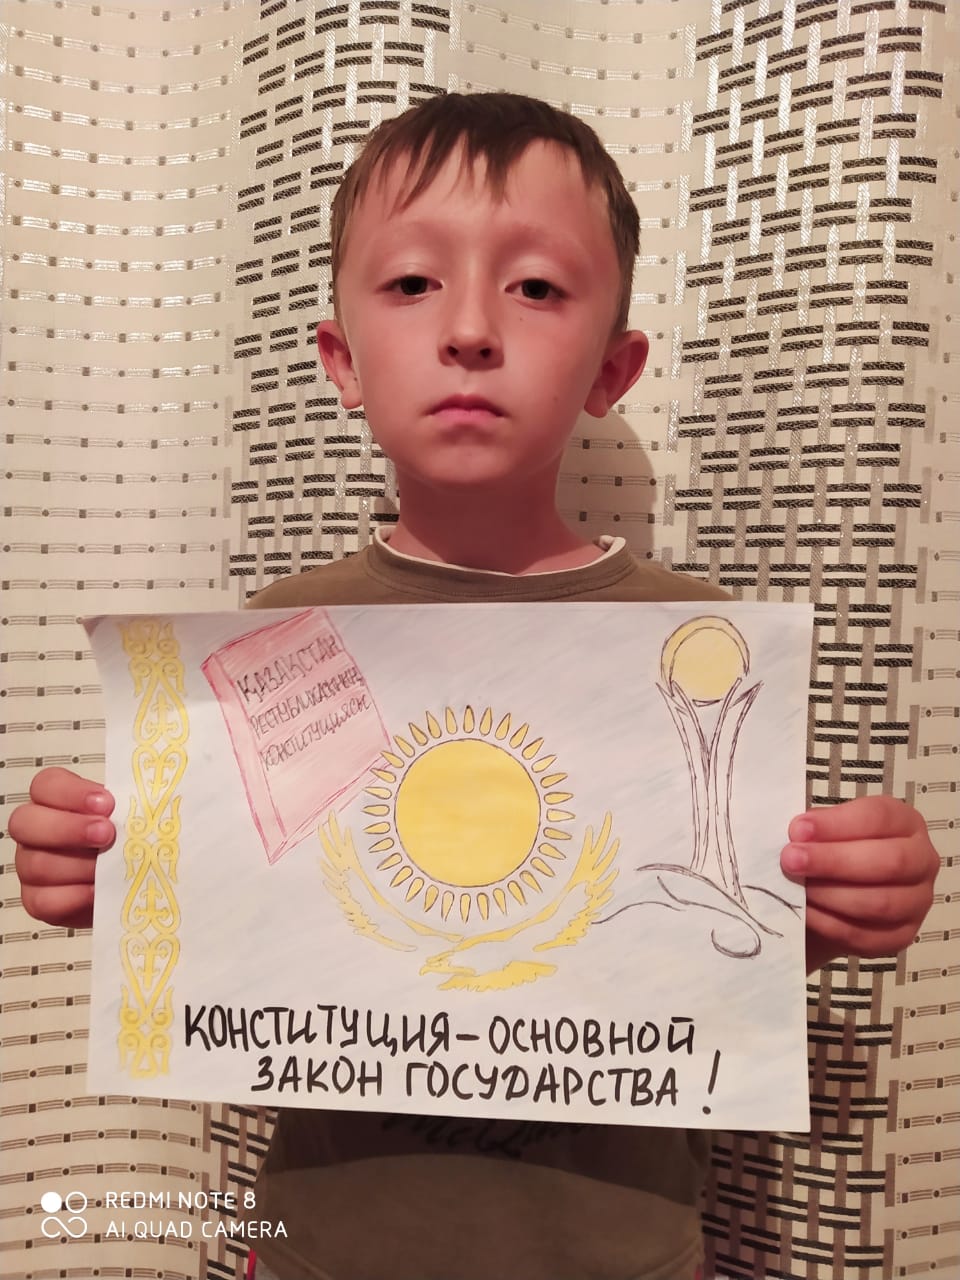 ҚАЗАҚСТАН
РЕСПУБЛИКАСЫНЫҢ
КОНСТИТУЦИЯСЫ
КОНСТИТУЦИЯ – ОСНОВНОЙ
ЗАКОН ГОСУДАРСТВА!
REDMI NOTE 8
AI QUAD CAMERA